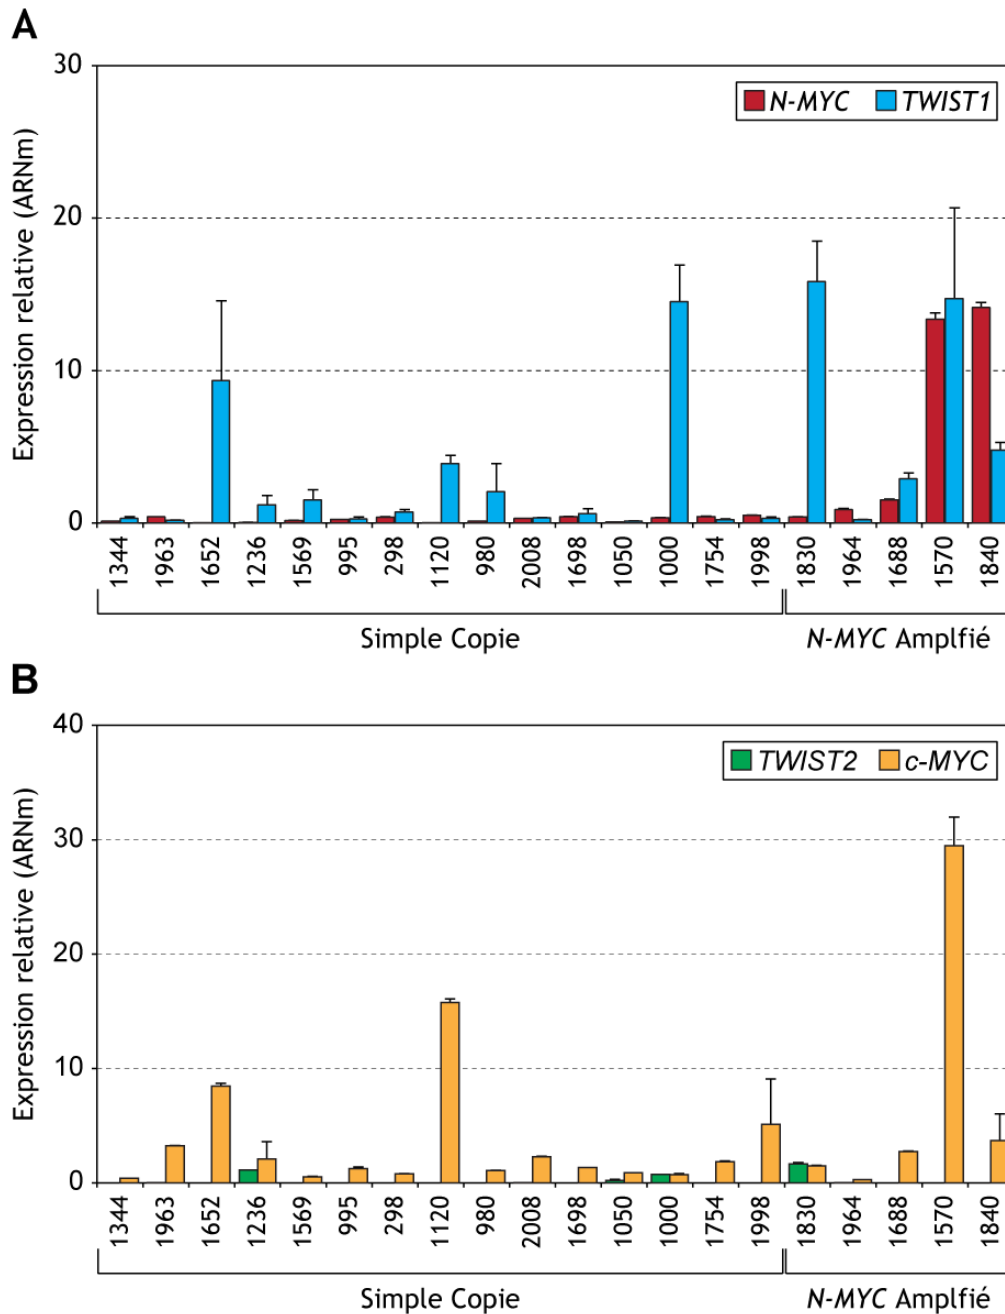 A
30
N-MYC TWIST1
20
10
0
Expression relative (ARNm)
1344 1963 1652 1236 1569 995 298 1120 980 2008 1698 1050 1000 1754 1998 1830 1964 1688 1570 1840
Simple Copie N-MYC Amplfié
B
40
TWIST2 c-MYC
30
20
10
0
Expression relative (ARNm)
1344 1963 1652 1236 1569 995 298 1120 980 2008 1698 1050 1000 1754 1998 1830 1964 1688 1570 1840
Simple Copie N-MYC Amplfié